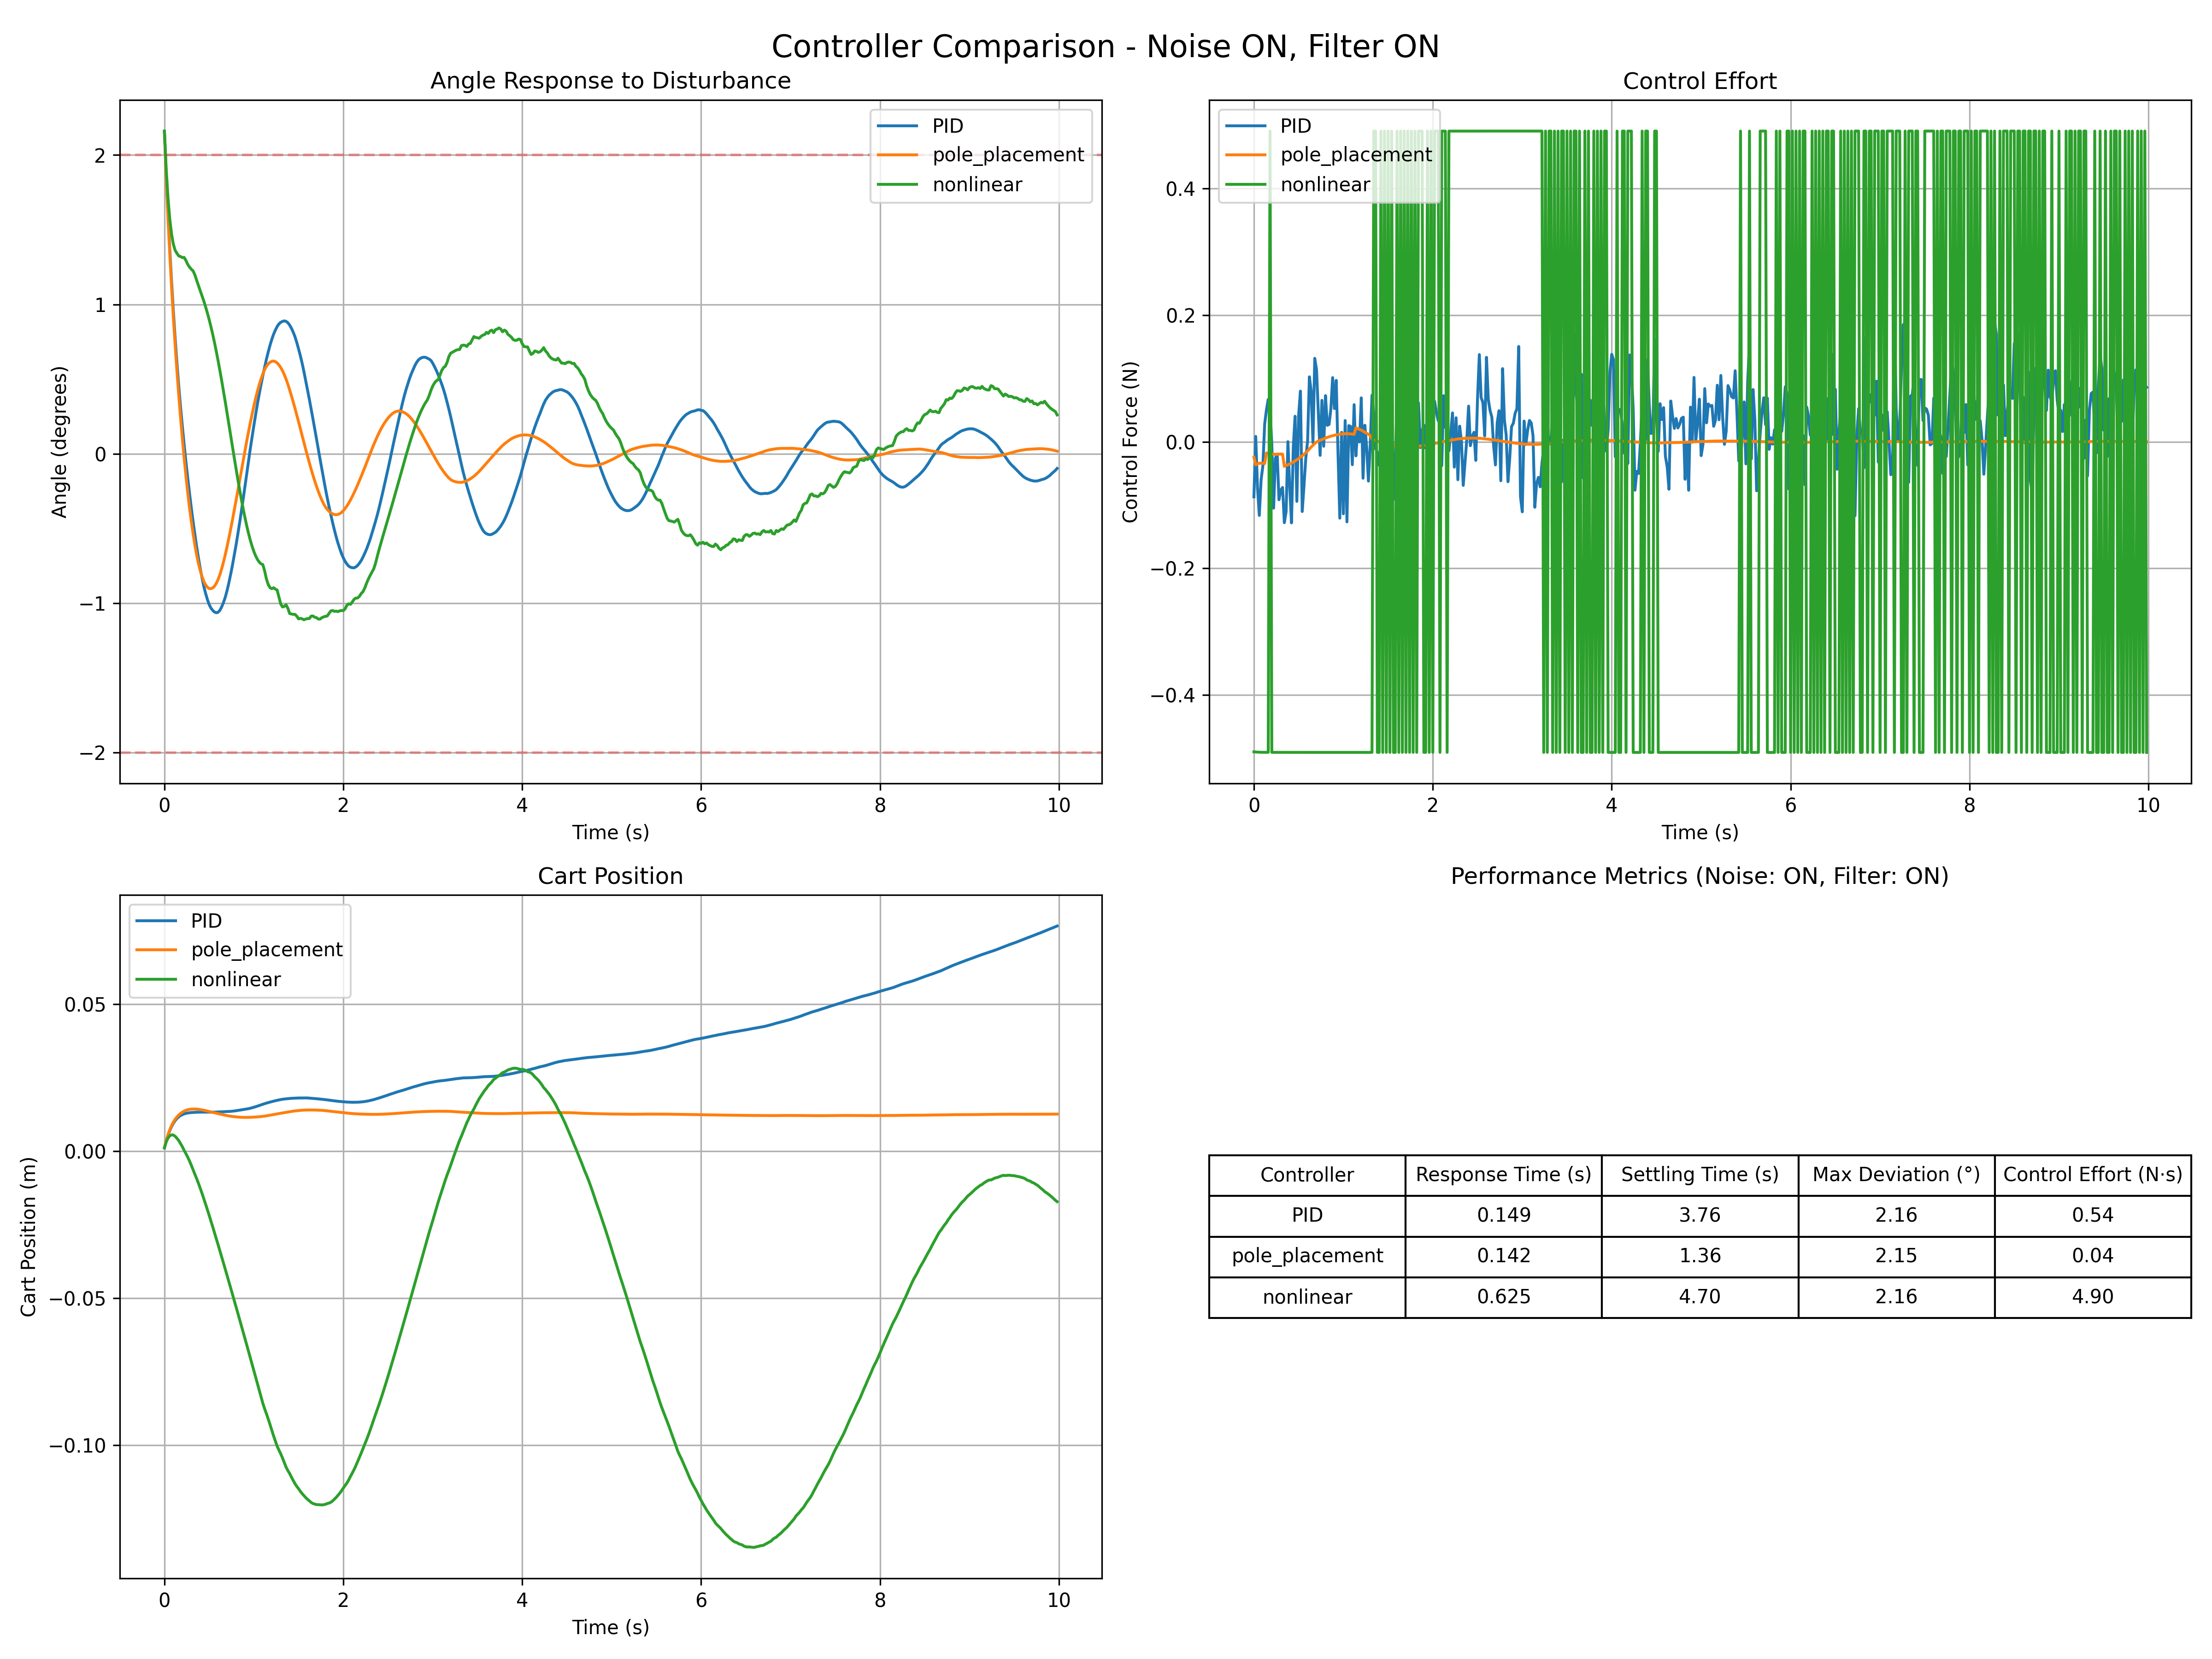 Controller Comparison - Noise ON, Filter ON
Angle Response to Disturbance
PID
pole_placement
nonlinear
2
1
0
−1
−2
Angle (degrees)
0 2 4 6 8 10
Time (s)
Control Effort
PID
pole_placement
nonlinear
0.4
0.2
0.0
−0.2
−0.4
Control Force (N)
0 2 4 6 8 10
Time (s)
Cart Position
PID
pole_placement
nonlinear
0.05
0.00
−0.05
−0.10
Cart Position (m)
0 2 4 6 8 10
Time (s)
Performance Metrics (Noise: ON, Filter: ON)
Controller Response Time (s) Settling Time (s) Max Deviation (°) Control Effort (N·s)
PID 0.149 3.76 2.16 0.54
pole_placement 0.142 1.36 2.15 0.04
nonlinear 0.625 4.70 2.16 4.90